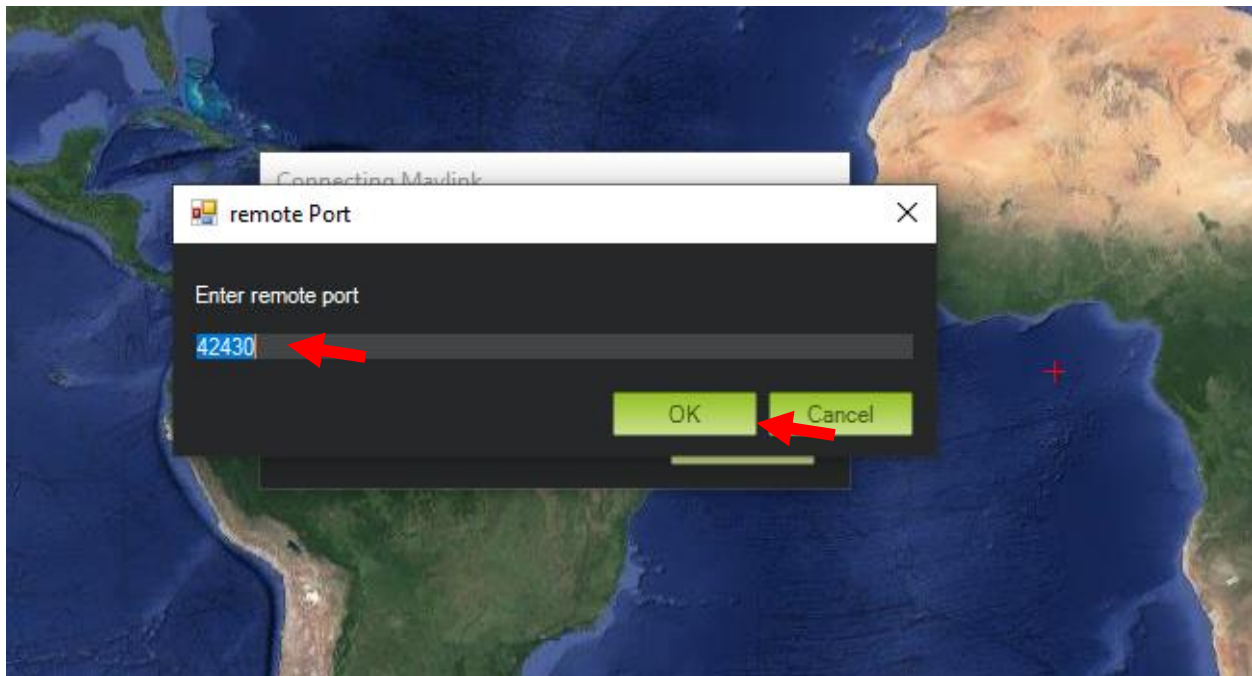 Connecting Mavlink
remote Port
Enter remote port
42430
OK
Cancel